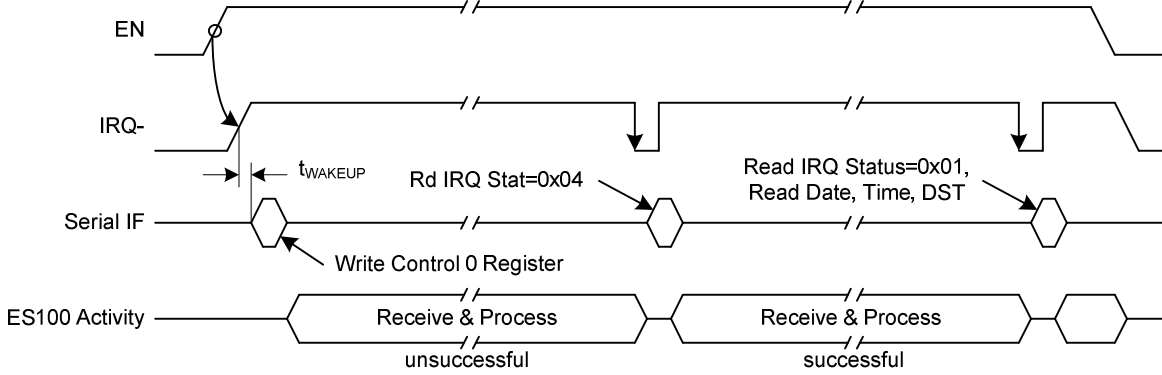 EN
IRQ-
tWAKEUP
Rd IRQ Stat=0x04
Read IRQ Status=0x01,
Read Date, Time, DST
Serial IF
Write Control 0 Register
ES100 Activity
Receive & Process
Receive & Process
unsuccessful
successful